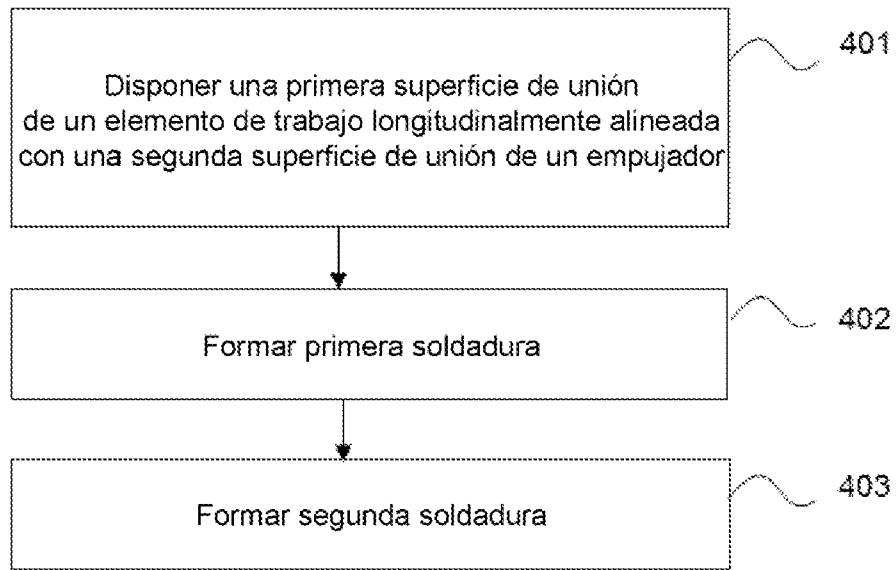 401
Disponer una primera superficie de unión
de un elemento de trabajo longitudinalmente alineada
con una segunda superficie de unión de un empujador
402
Formar primera soldadura
403
Formar segunda soldadura